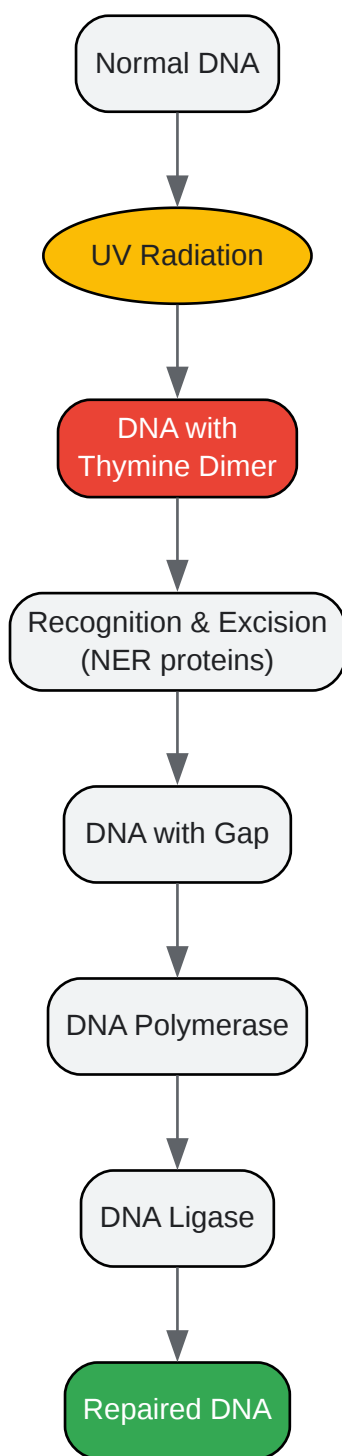 Normal DNA
UV Radiation
DNA with
Thymine Dimer
Recognition & Excision
(NER proteins)
DNA with Gap
DNA Polymerase
DNA Ligase
Repaired DNA